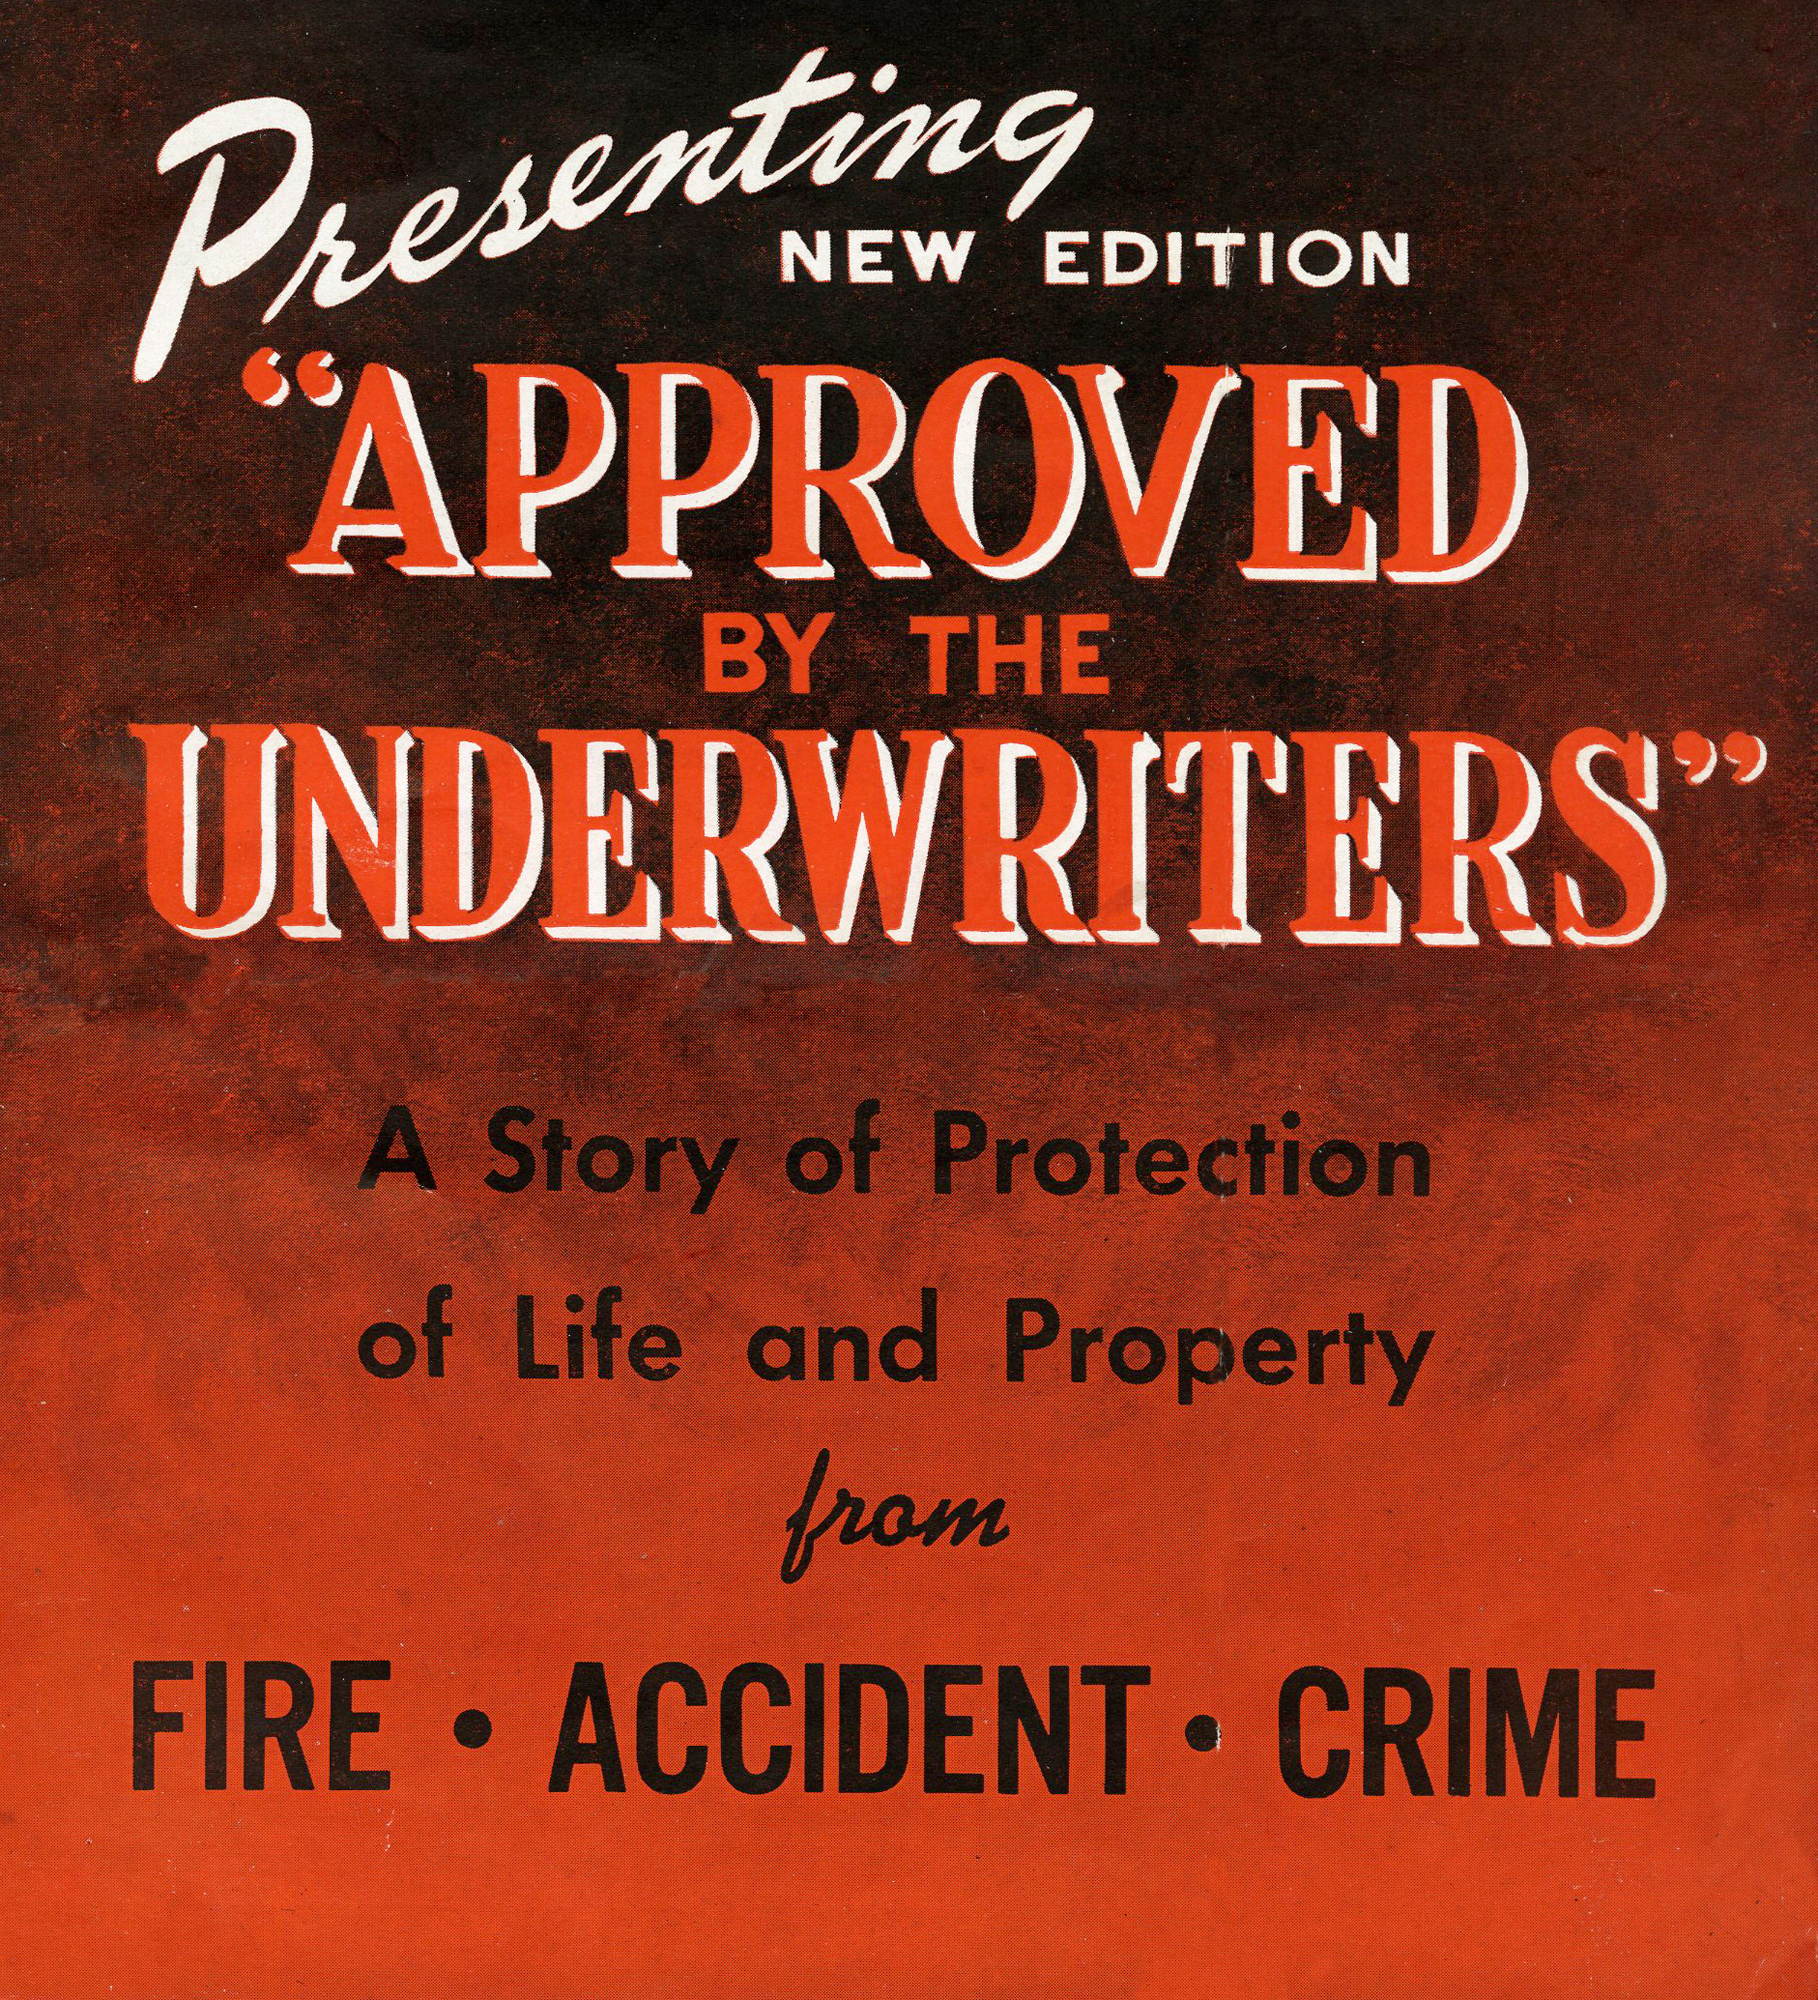 Presenting
NEW EDITION
“APPROVED
BY THE
UNDERWRITERS”
A Story of Protection
of Life and Property
from
FIRE • ACCIDENT • CRIME